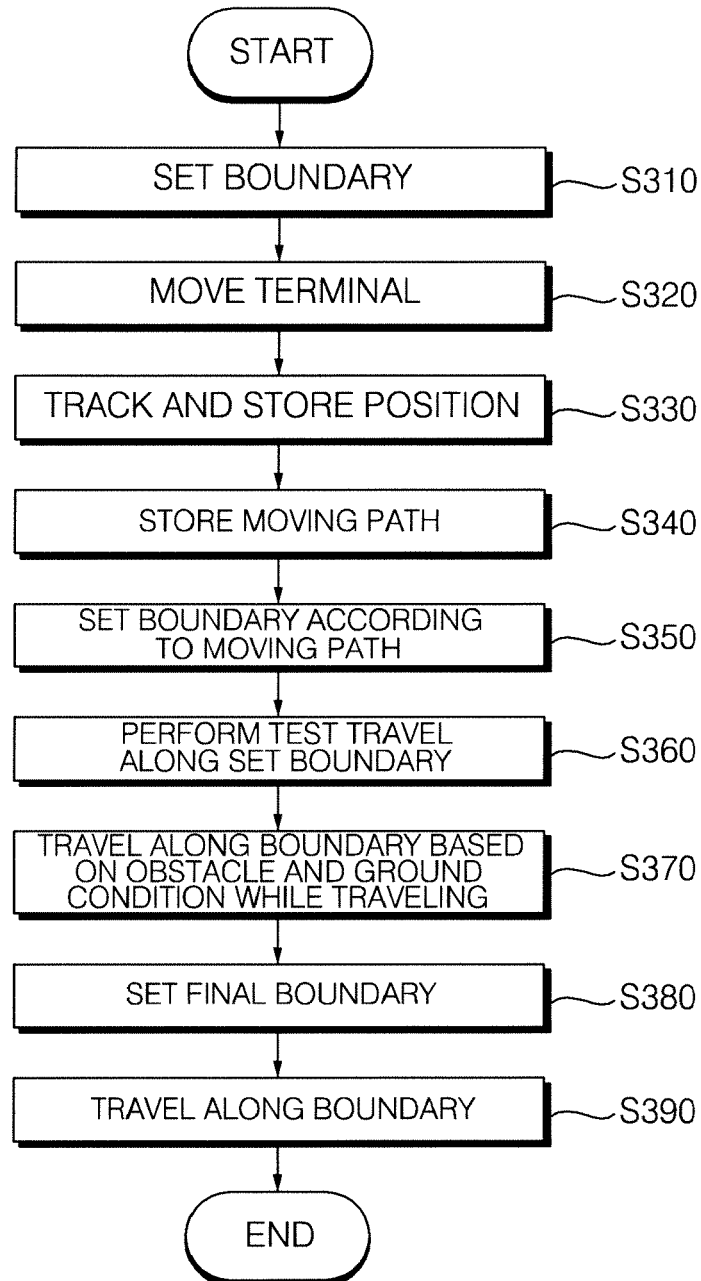 START
SET BOUNDARY
S310
MOVE TERMINAL
S320
TRACK AND STORE POSITION
S330
STORE MOVING PATH
S340
SET BOUNDARY ACCORDING
TO MOVING PATH
S350
PERFORM TEST TRAVEL
ALONG SET BOUNDARY
S360
TRAVEL ALONG BOUNDARY BASED
ON OBSTACLE AND GROUND
CONDITION WHILE TRAVELING
S370
SET FINAL BOUNDARY
S380
TRAVEL ALONG BOUNDARY
S390
END